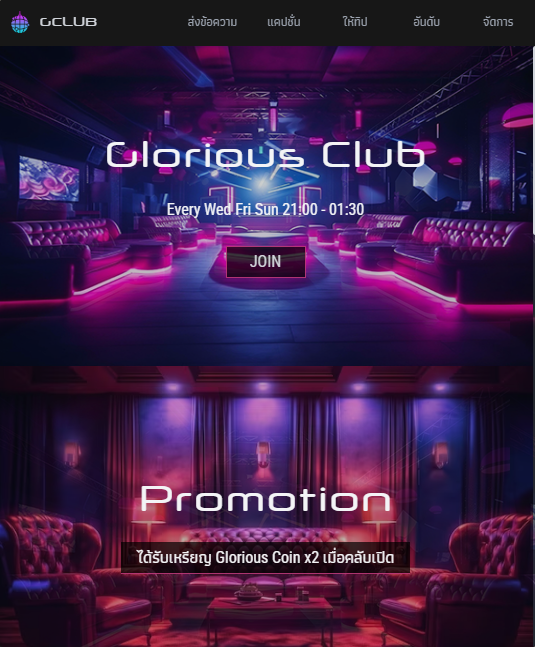 GCLUB
ส่งข้อความ
แคปชั่น
ให้ทิป
อันดับ
จัดการ
Glorious Club
Every Wed Fri Sun 21:00 - 01:30
JOIN
Promotion
ได้รับเหรียญ Glorious Coin x2 เมื่อคลับเปิด